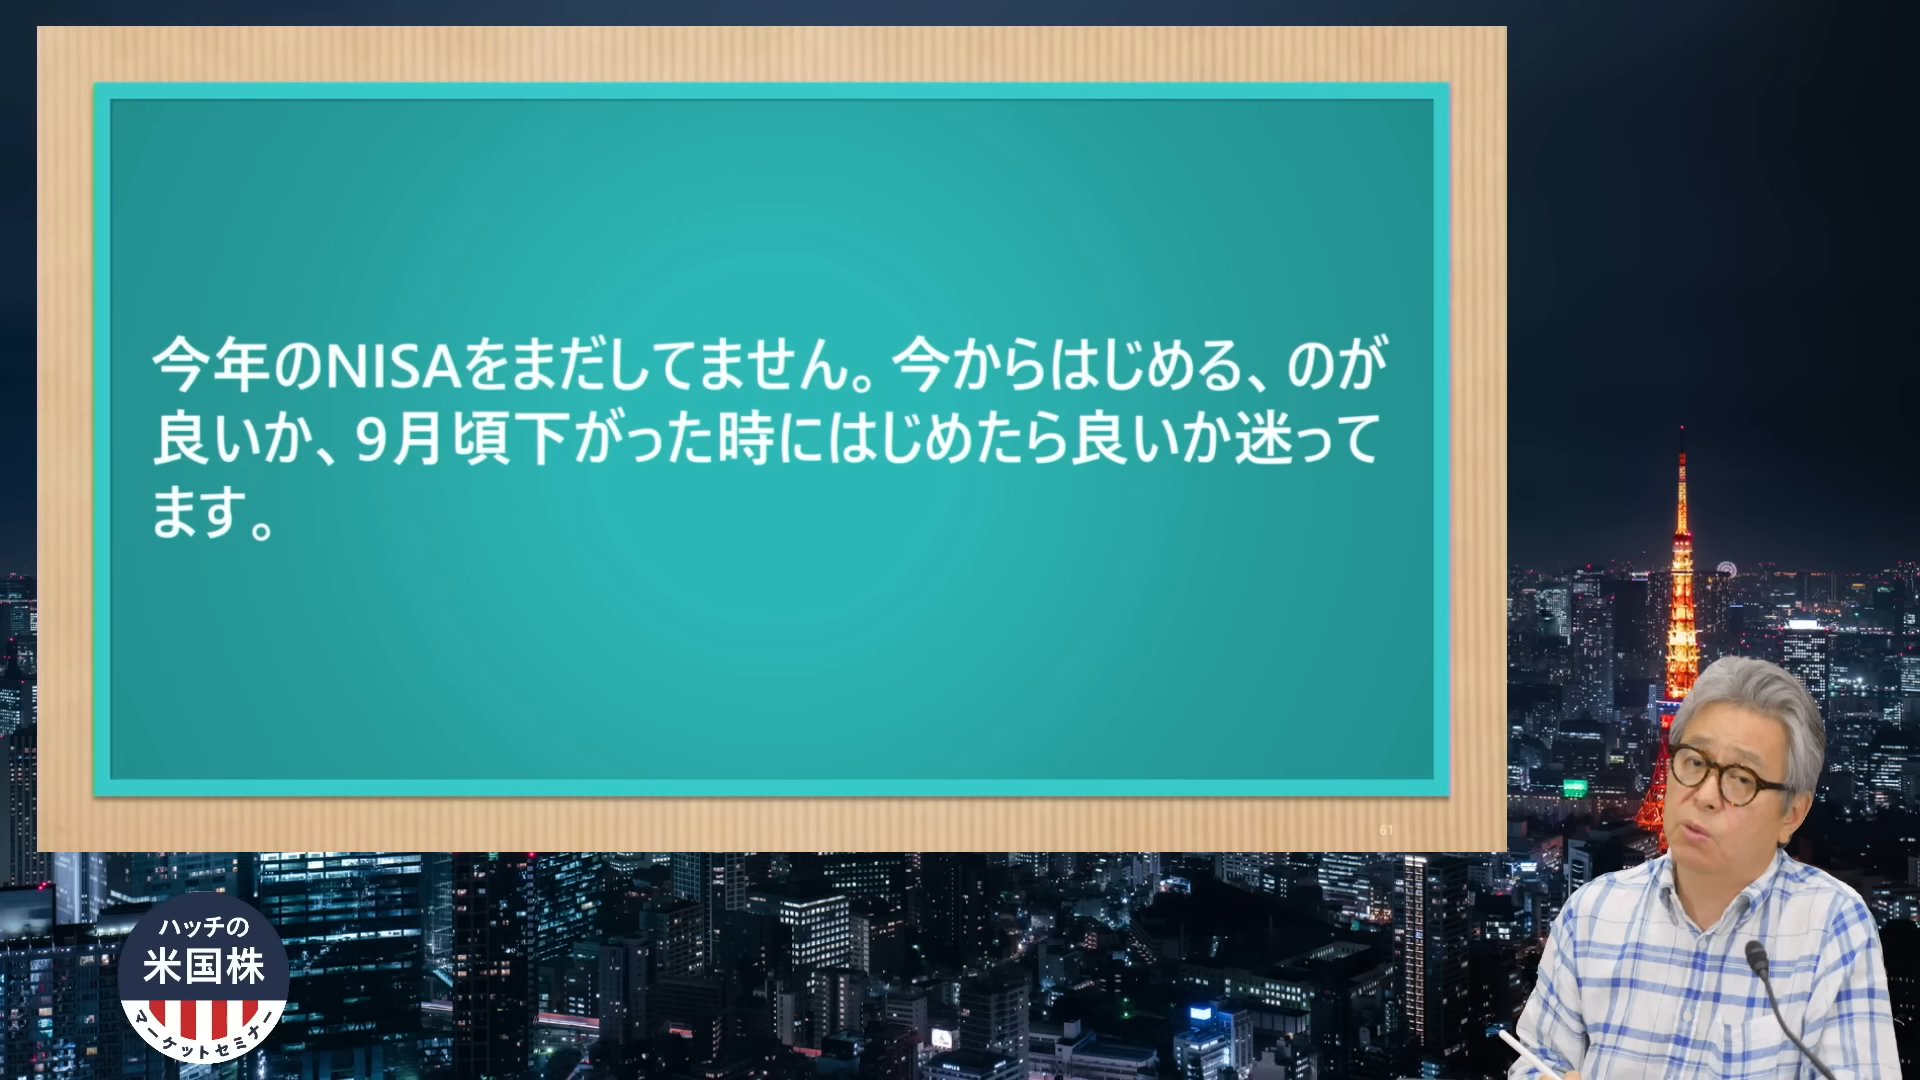 今年のNISAをまだしてません。今からはじめる、のが
良いか、9月頃下がった時にはじめたら良いか迷って
ます。
61
ハッチの
米国株
マーケットセミナー